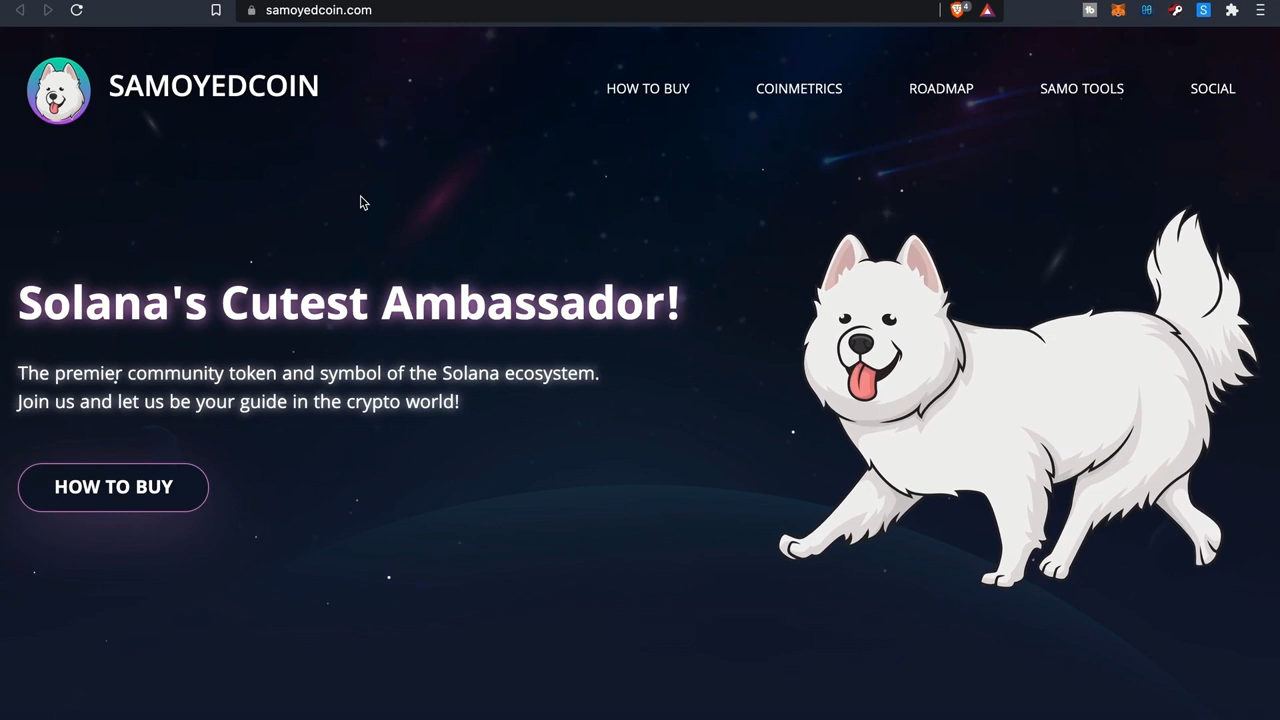 samoyedcoin.com
4
tb
S
SAMOYEDCOIN
HOW TO BUY
COINMETRICS
ROADMAP
SAMO TOOLS
SOCIAL
Solana's Cutest Ambassador!
The premier community token and symbol of the Solana ecosystem.
Join us and let us be your guide in the crypto world!
HOW TO BUY